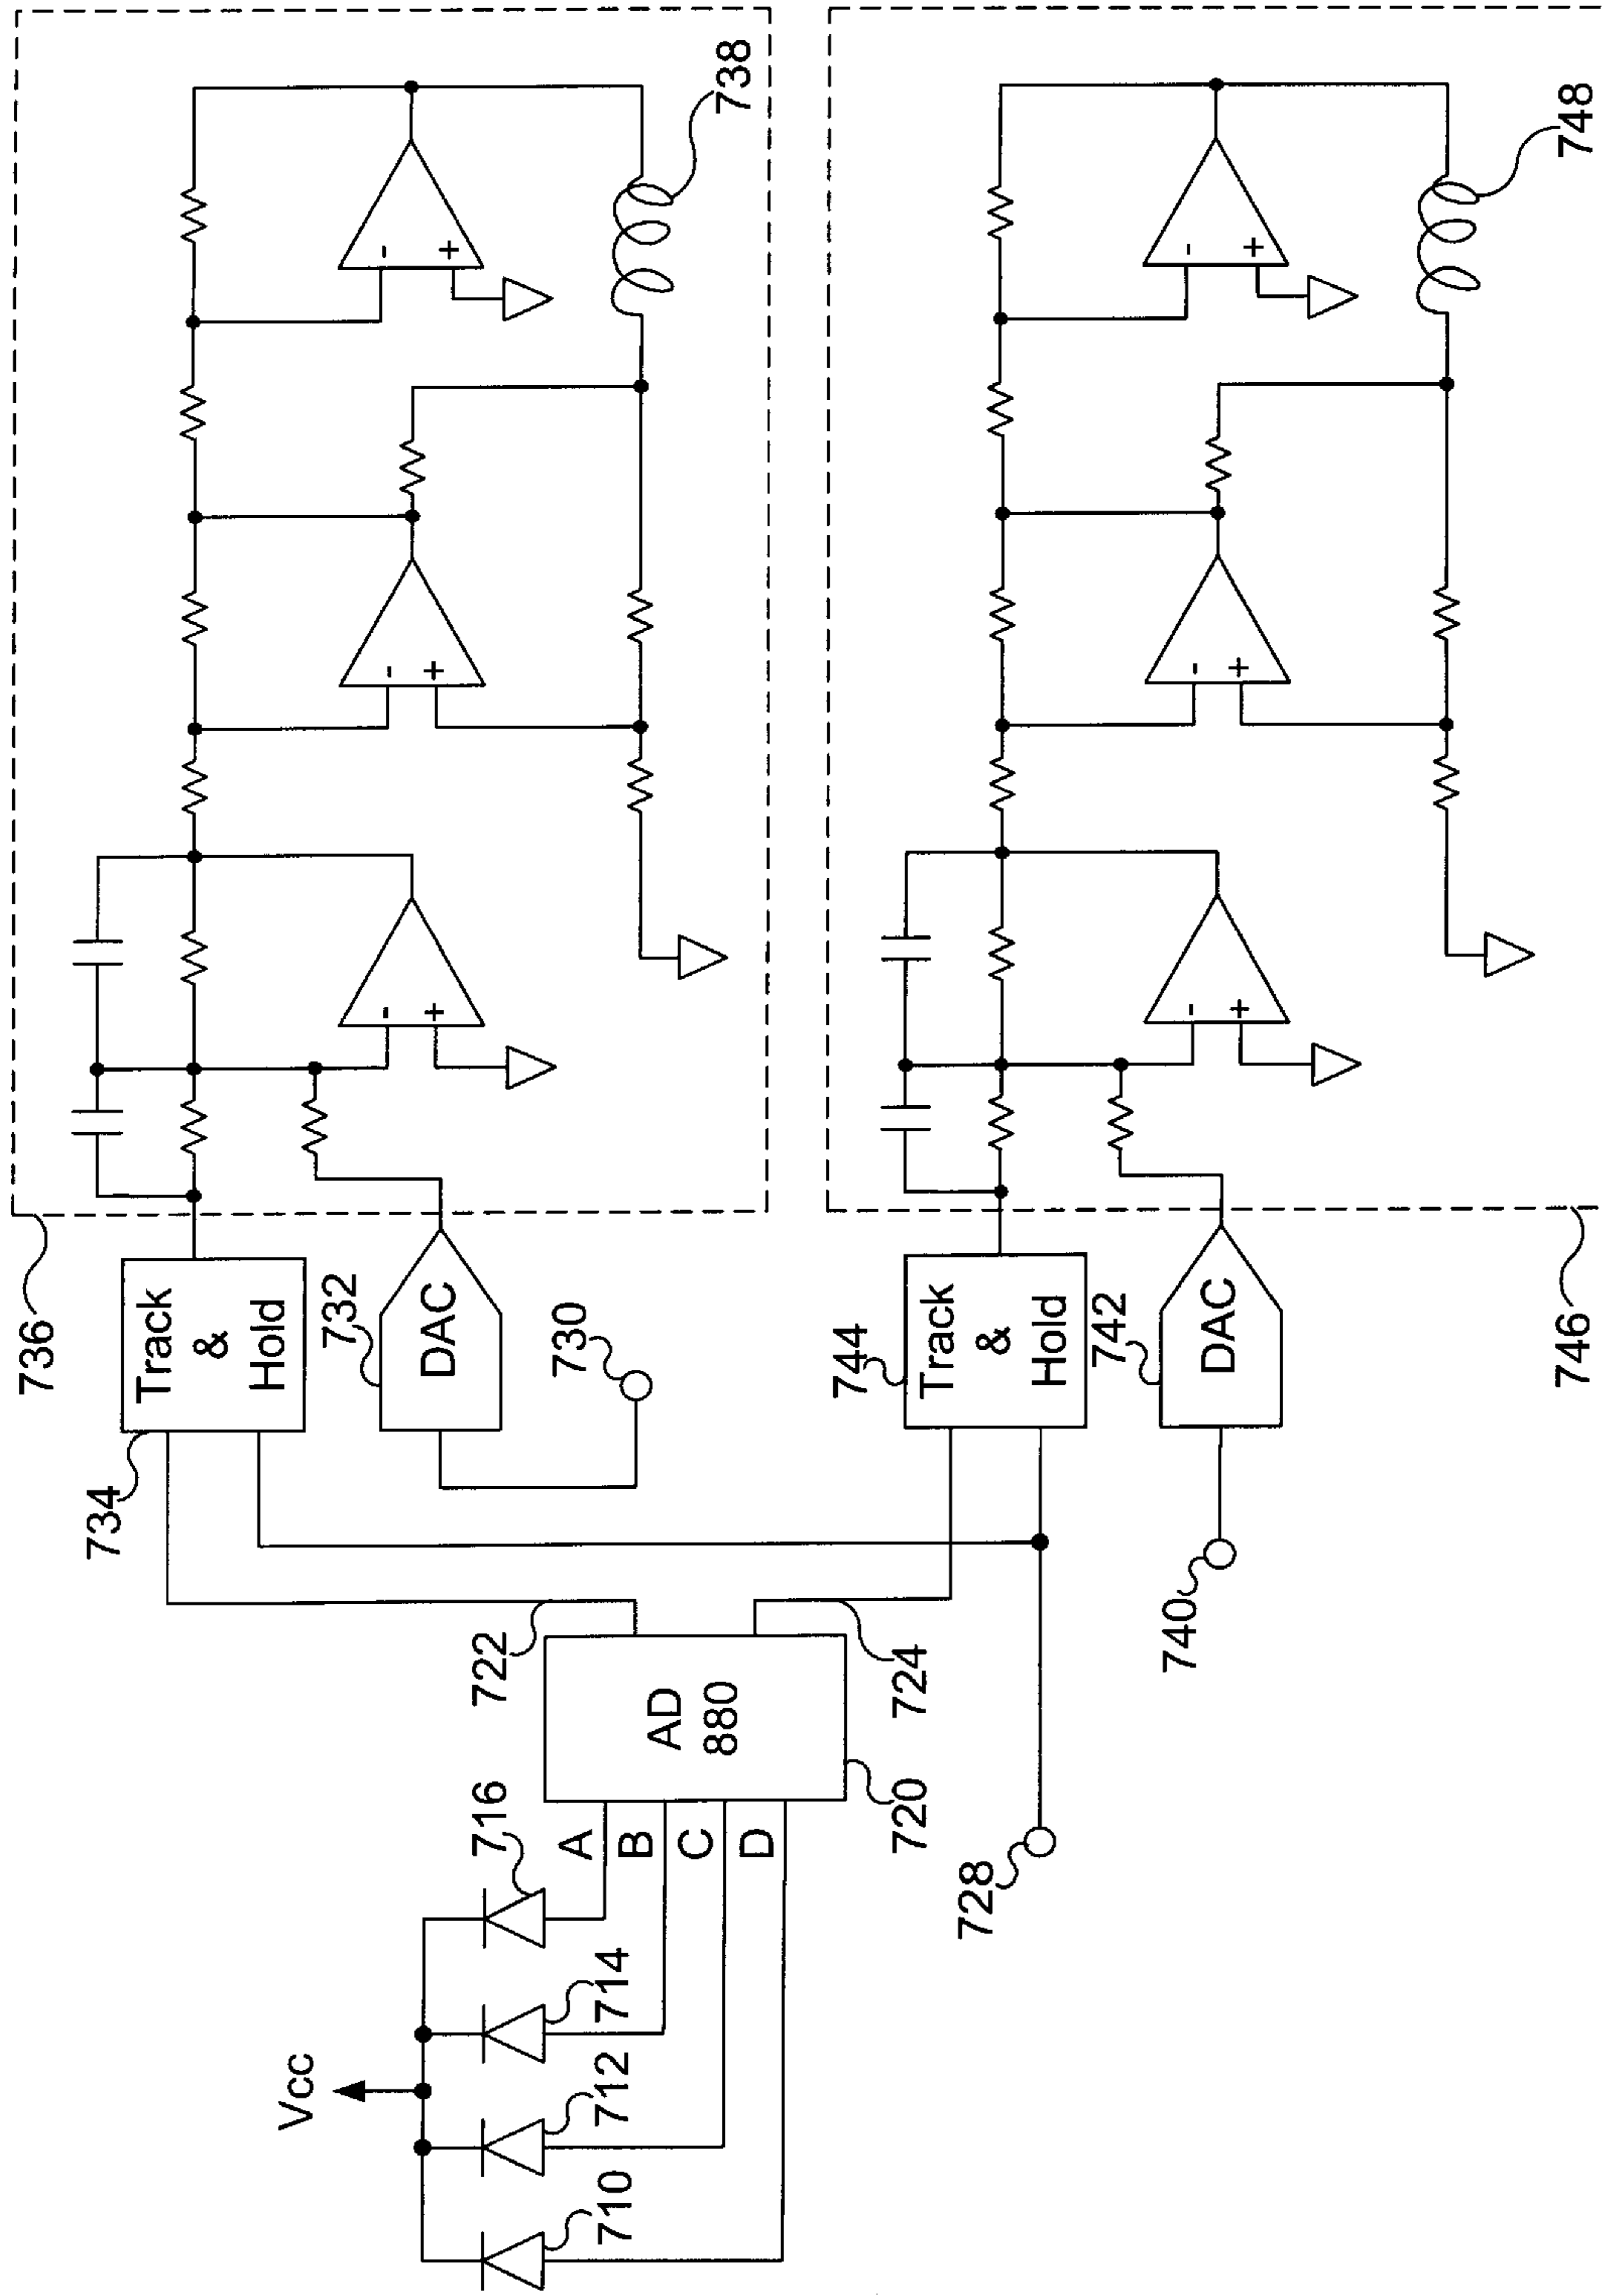 736
734
Track
&
Hold
732
DAC
730
738
722
AD
880
724
720
716
714
712
710
Vcc
A
B
C
D
728
744
Track
&
Hold
742
DAC
740
746
748
-
+
-
+
-
+
-
+
-
+
-
+